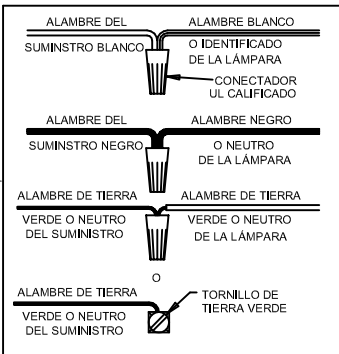 ALAMBRE DEL
SUMINSTRO BLANCO
ALAMBRE BLANCO
O IDENTIFICADO
DE LA LÁMPARA
CONECTADOR
UL CALIFICADO
ALAMBRE DEL
SUMINSTRO NEGRO
ALAMBRE NEGRO
O NEUTRO
DE LA LÁMPARA
ALAMBRE DE TIERRA
VERDE O NEUTRO
DEL SUMINISTRO
ALAMBRE DE TIERRA
VERDE O NEUTRO
DE LA LÁMPARA
O
ALAMBRE DE TIERRA
VERDE O NEUTRO
DEL SUMINISTRO
TORNILLO DE
TIERRA VERDE